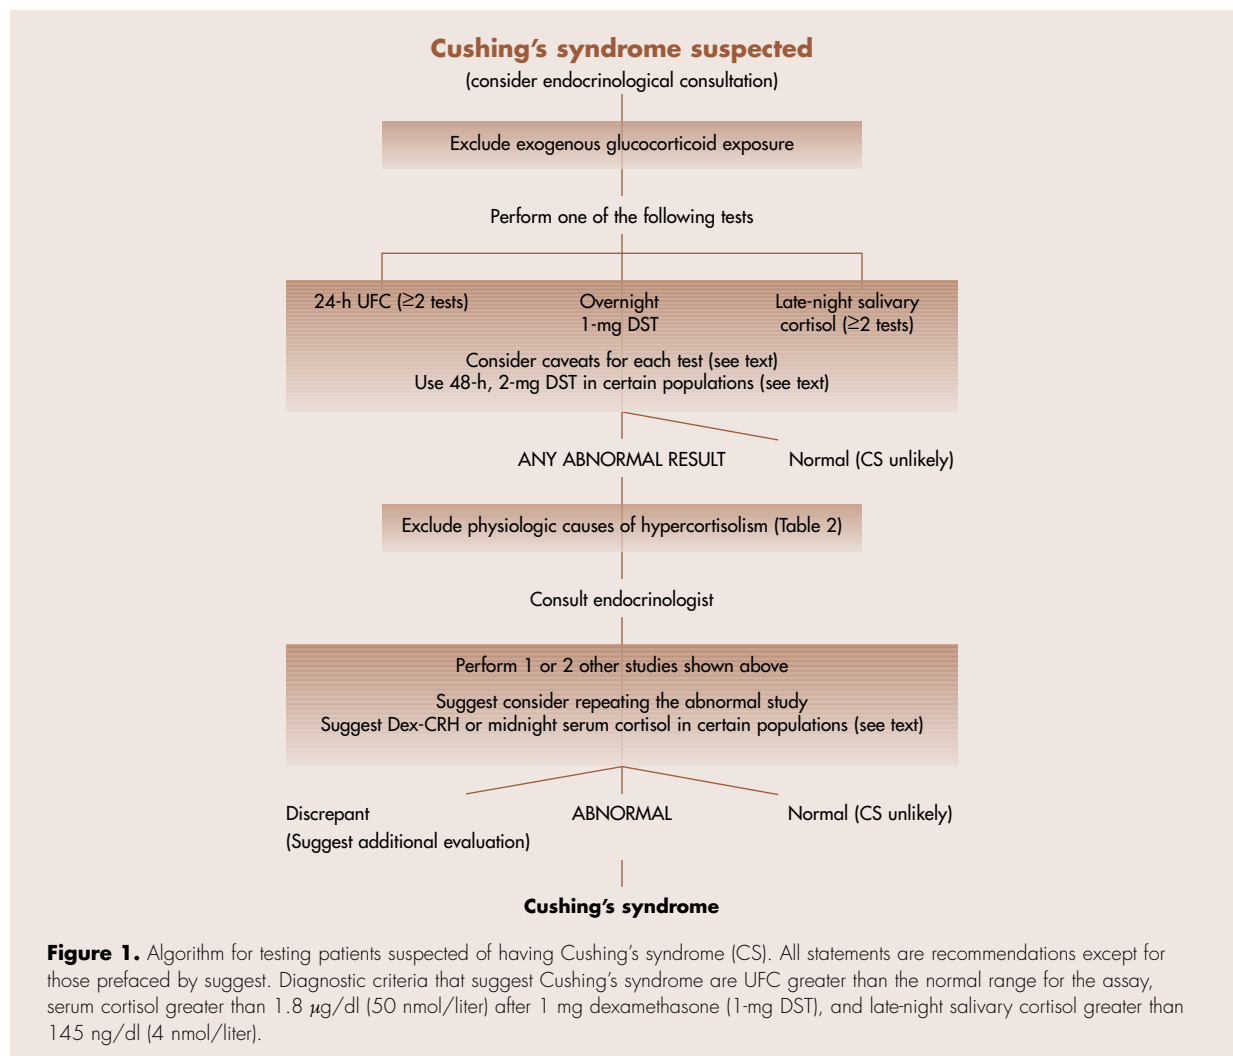 Cushing's syndrome suspected
(consider endocrinological consultation)
Exclude exogenous glucocorticoid exposure
Perform one of the following tests
24-h UFC (≥2 tests)
Overnight
1-mg DST
Late-night salivary
cortisol (≥2 tests)
Consider caveats for each test (see text)
Use 48-h, 2-mg DST in certain populations (see text)
ANY ABNORMAL RESULT
Normal (CS unlikely)
Exclude physiologic causes of hypercortisolism (Table 2)
Consult endocrinologist
Perform 1 or 2 other studies shown above
Suggest consider repeating the abnormal study
Suggest Dex-CRH or midnight serum cortisol in certain populations (see text)
Discrepant
(Suggest additional evaluation)
ABNORMAL
Normal (CS unlikely)
Cushing's syndrome
Figure 1. Algorithm for testing patients suspected of having Cushing's syndrome (CS). All statements are recommendations except for
those prefaced by suggest. Diagnostic criteria that suggest Cushing's syndrome are UFC greater than the normal range for the assay,
serum cortisol greater than 1.8 μg/dl (50 nmol/liter) after 1 mg dexamethasone (1-mg DST), and late-night salivary cortisol greater than
145 ng/dl (4 nmol/liter).